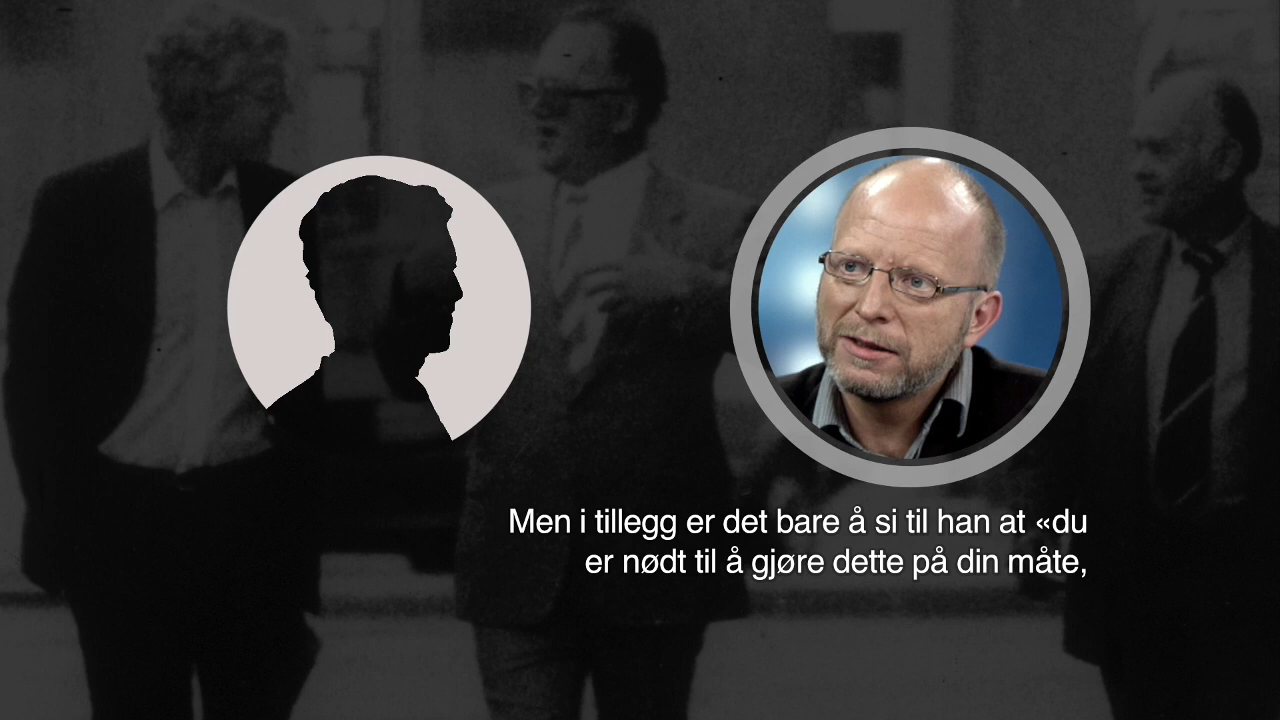 Men i tillegg er det bare å si til han at «du
er nødt til å gjøre dette på din måte,